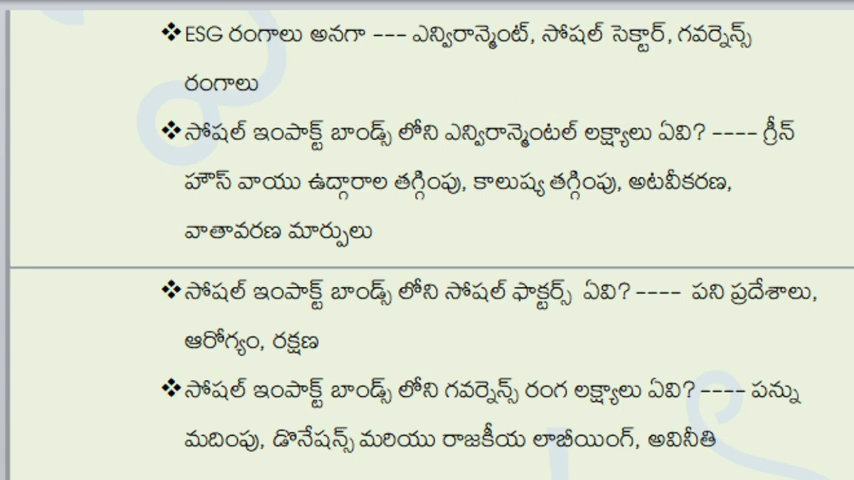 ❖ESG రంగాలు అనగా --- ఎన్విరాన్మెంట్, సోషల్ సెక్టార్, గవర్నెన్స్
రంగాలు
❖సోషల్ ఇంపాక్ట్ బాండ్స్ లోని ఎన్విరాన్మెంటల్ లక్ష్యాలు ఏవి? ---- గ్రీన్
హౌస్ వాయు ఉద్గారాల తగ్గింపు, కాలుష్య తగ్గింపు, అటవీకరణ,
వాతావరణ మార్పులు
❖సోషల్ ఇంపాక్ట్ బాండ్స్ లోని సోషల్ ఫాక్టర్స్ ఏవి? ---- పని ప్రదేశాలు,
ఆరోగ్యం, రక్షణ
❖సోషల్ ఇంపాక్ట్ బాండ్స్ లోని గవర్నెన్స్ రంగ లక్ష్యాలు ఏవి? ---- పన్ను
మదింపు, డొనేషన్స్ మరియు రాజకీయ లాబీయింగ్, అవినీతి